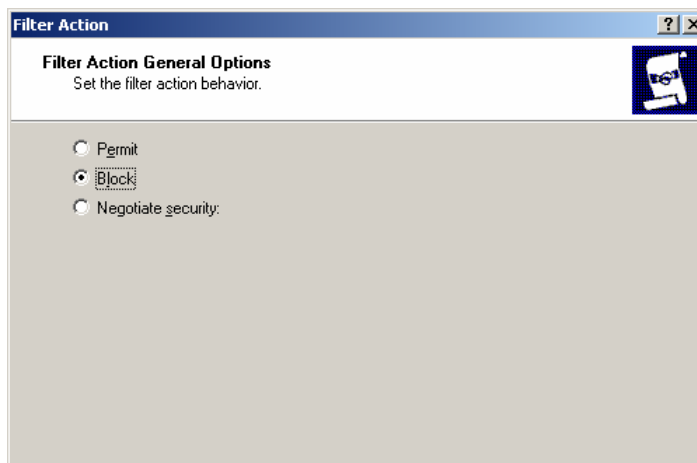 Filter Action
Filter Action General Options
Set the filter action behavior.
Permit
Block
Negotiate security: